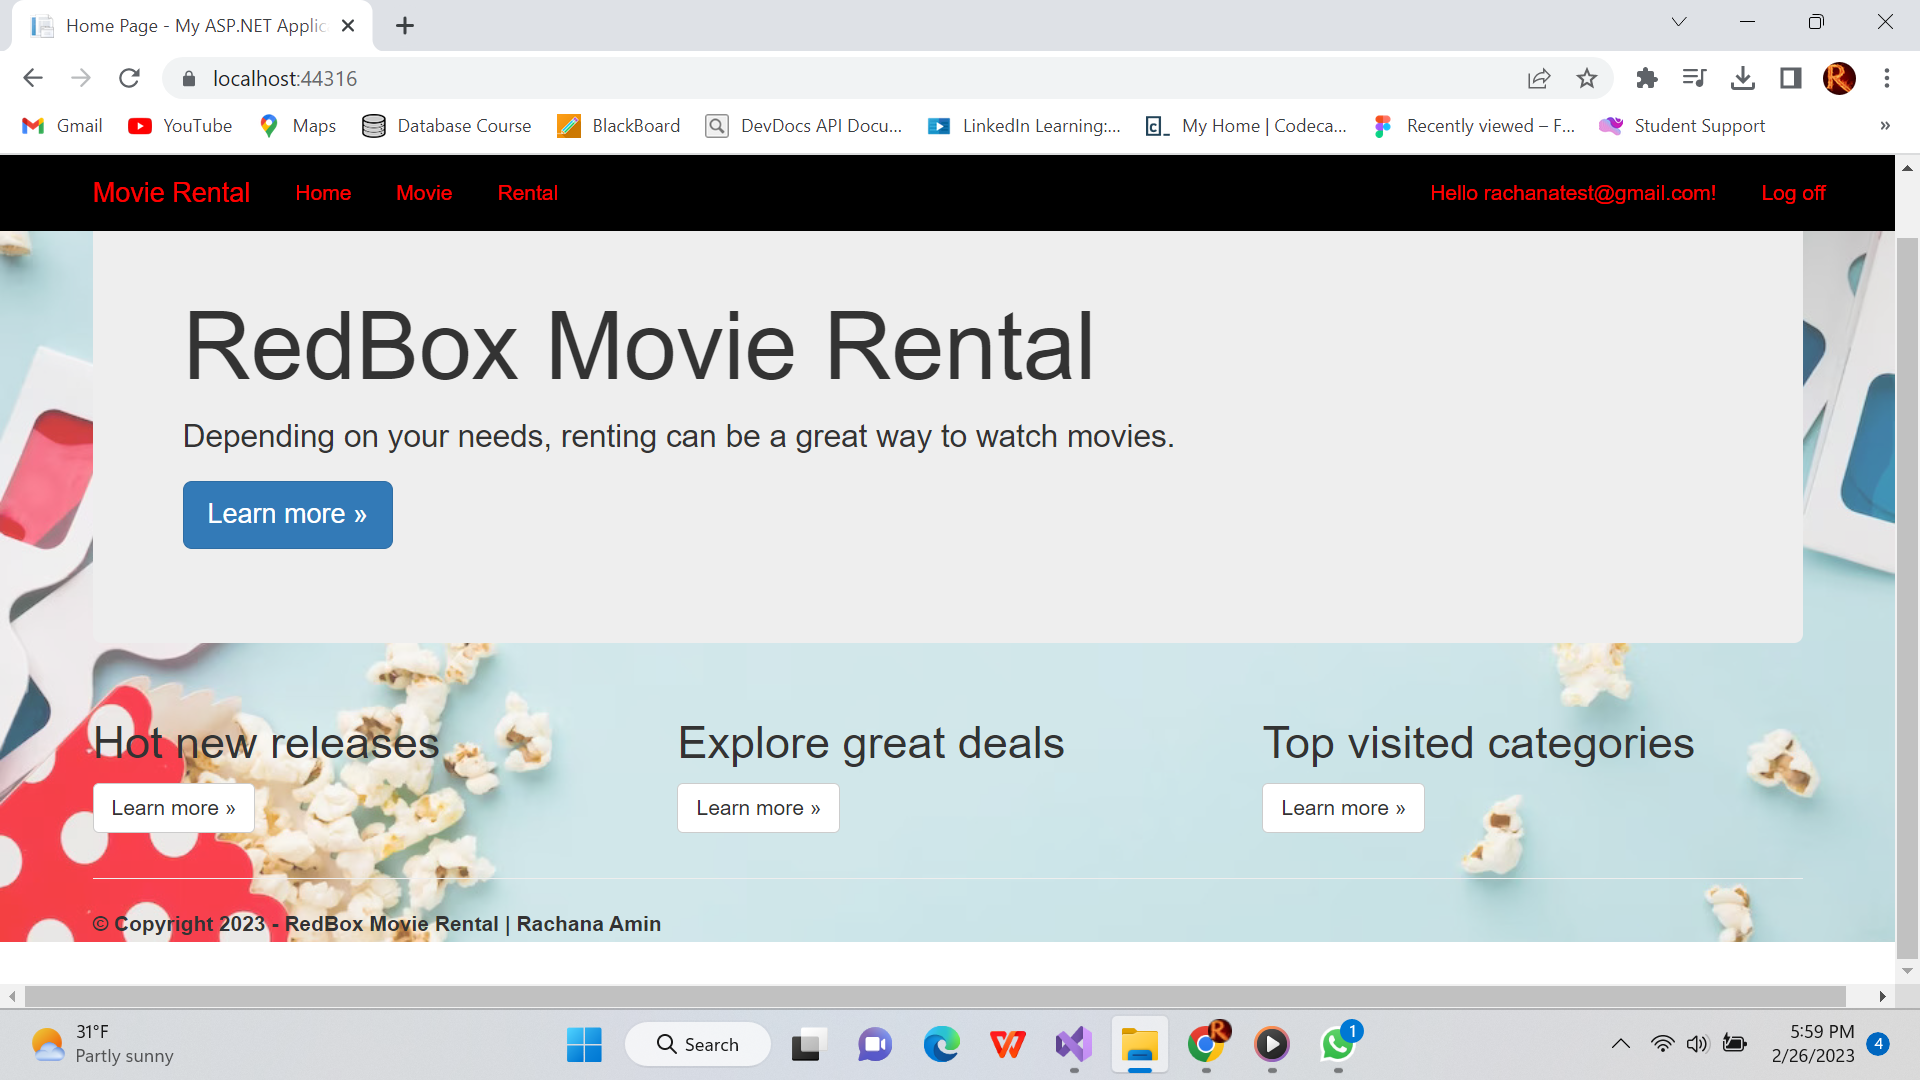 Home Page - My ASP.NET Applic
localhost:44316
Gmail YouTube Maps Database Course BlackBoard DevDocs API Docu... LinkedIn Learning:... My Home | Codeca... Recently viewed – F... Student Support »
Movie Rental Home Movie Rental Hello rachanatest@gmail.com! Log off
RedBox Movie Rental
Depending on your needs, renting can be a great way to watch movies.
Learn more »
Hot new releases Explore great deals Top visited categories
Learn more » Learn more » Learn more »
© Copyright 2023 - RedBox Movie Rental | Rachana Amin
31°F
Partly sunny
Search
1
5:59 PM
2/26/2023
4